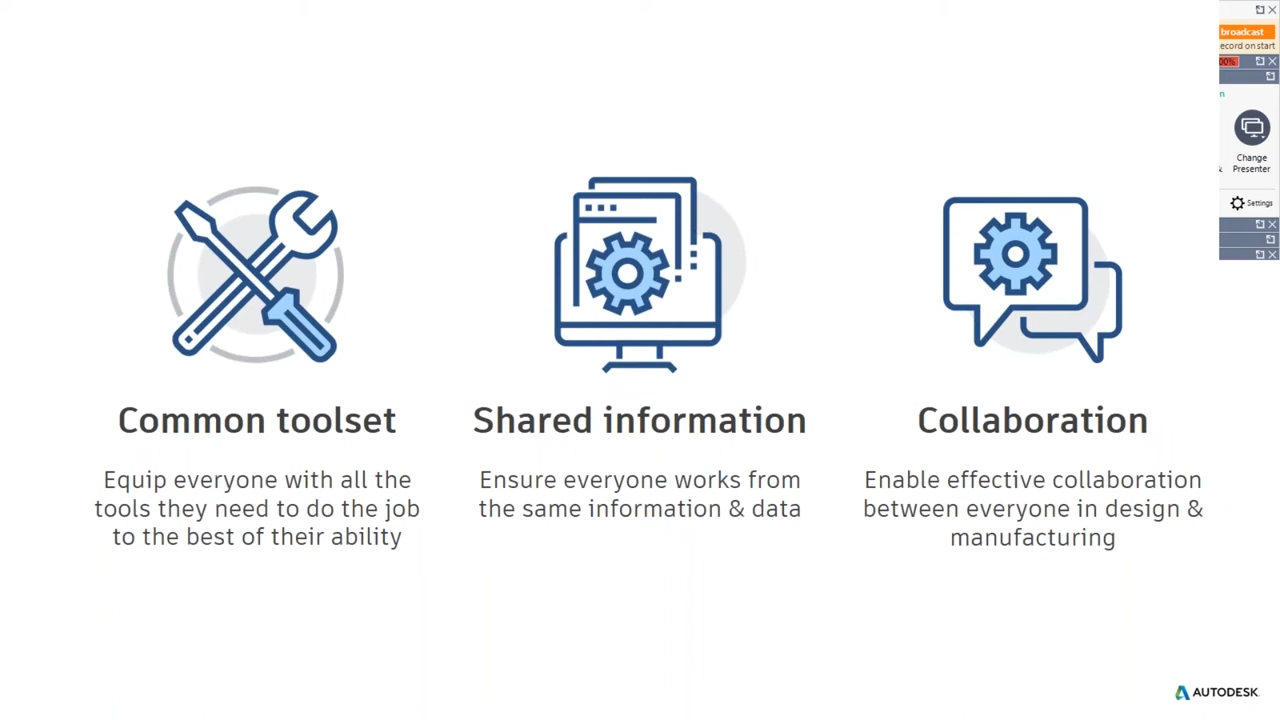 broadcast
ecord on start
00%
n
Change
Presenter
&
Settings
Common toolset
Equip everyone with all the
tools they need to do the job
to the best of their ability
Shared information
Ensure everyone works from
the same information & data
Collaboration
Enable effective collaboration
between everyone in design &
manufacturing
AUTODESK